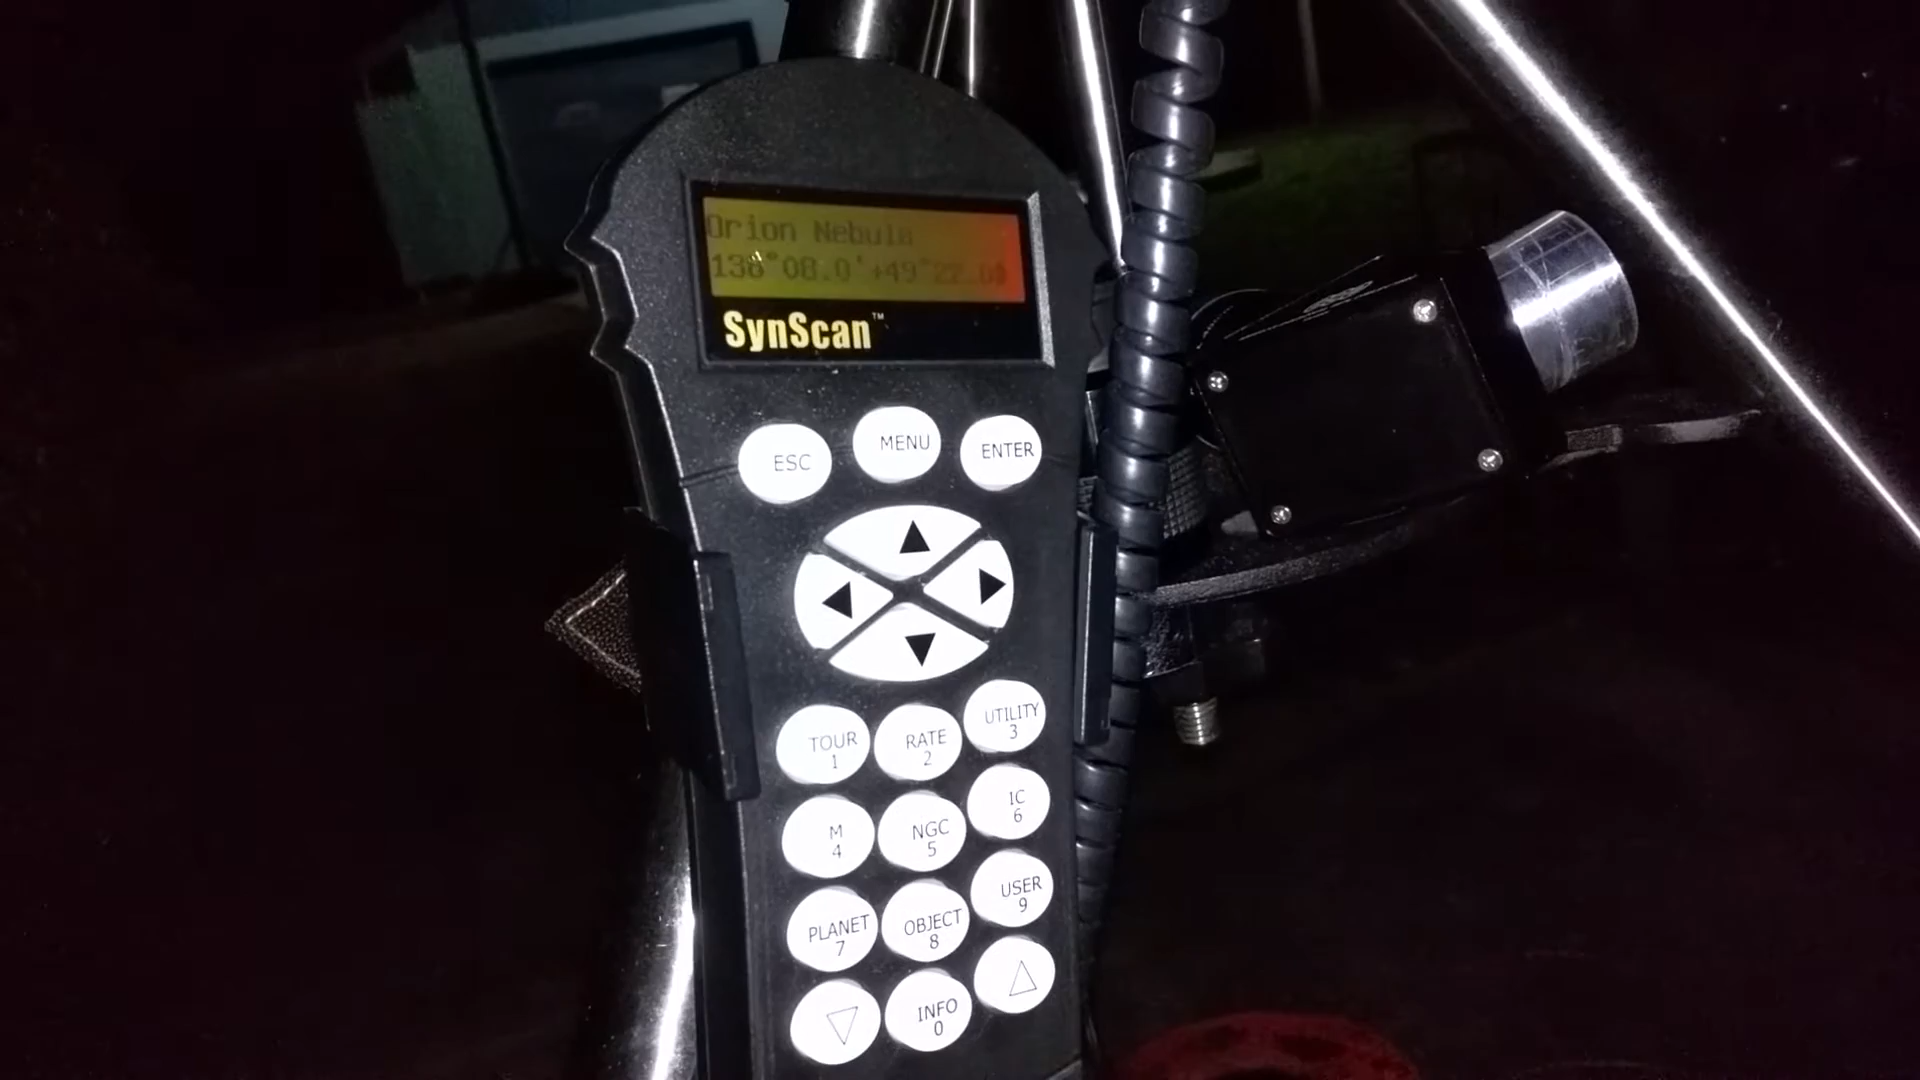 Orion Nebula
138°08.0'+49°22.0
SynScan™
ESC MENU ENTER
TOUR RATE UTILITY
1 2 3
M NGC IC
4 5 6
PLANET OBJECT USER
7 8 9
INFO
0